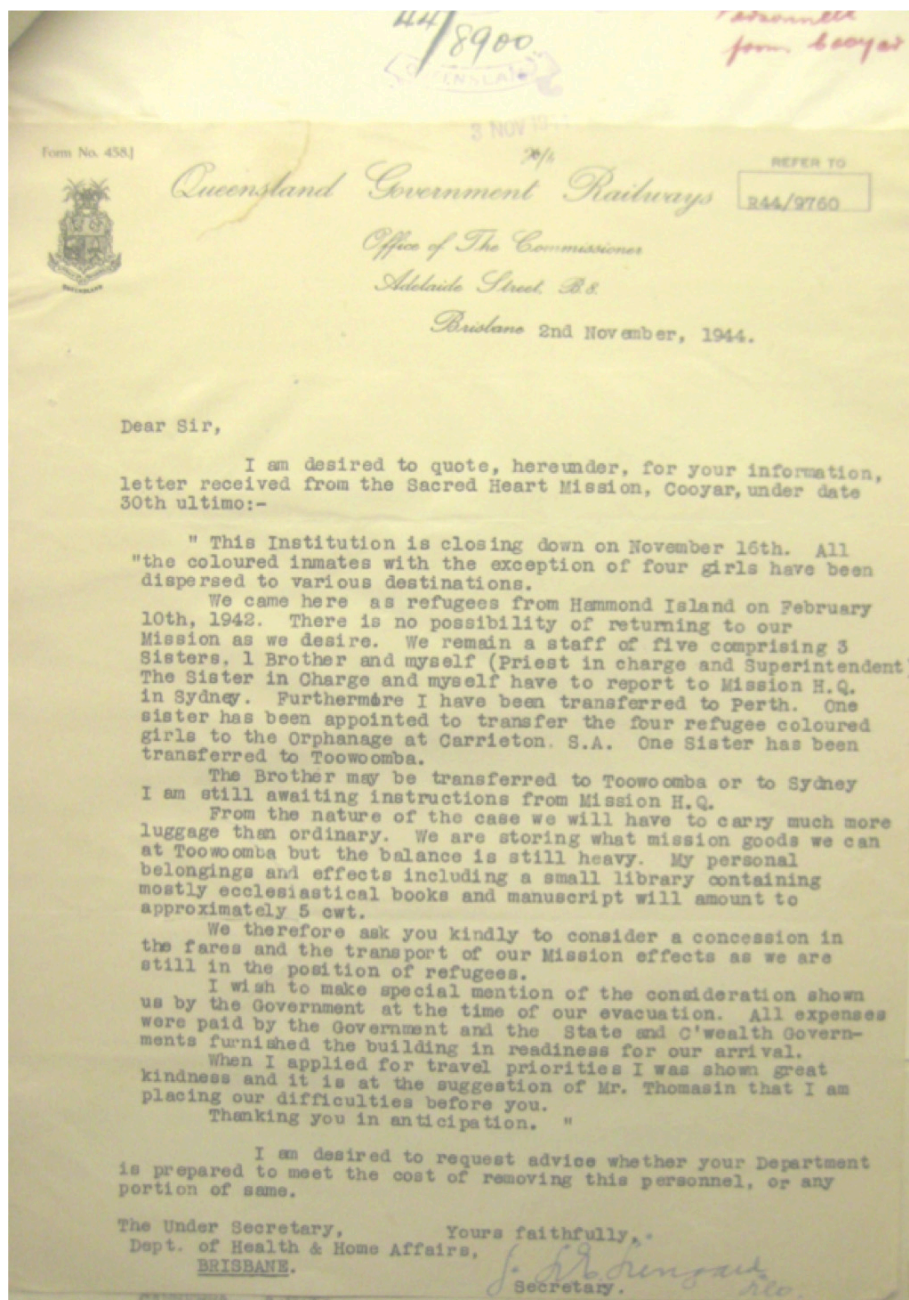 44/8900
Personnel
from Cooyar
QUEENSLAND
3 NOV
Form No. 458.]
REFER TO
Queensland Government Railways
R44/9760
Office of The Commissioner
Adelaide Street. B.8.
Brisbane 2nd November, 1944.
Dear Sir,
I am desired to quote, hereunder, for your information,
letter received from the Sacred Heart Mission, Cooyar, under date
30th ultimo:-
" This Institution is closing down on November 16th. All
"the coloured inmates with the exception of four girls have been
dispersed to various destinations.
We came here as refugees from Hammond Island on February
10th, 1942. There is no possibility of returning to our
Mission as we desire. We remain a staff of five comprising 3
Sisters, 1 Brother and myself (Priest in charge and Superintendent)
The Sister in Charge and myself have to report to Mission H.Q.
in Sydney. Furthermore I have been transferred to Perth. One
sister has been appointed to transfer the four refugee coloured
girls to the Orphanage at Carrieton. S.A. One Sister has been
transferred to Toowoomba.
The Brother may be transferred to Toowoomba or to Sydney
I am still awaiting instructions from Mission H.Q.
From the nature of the case we will have to carry much more
luggage than ordinary. We are storing what mission goods we can
at Toowoomba but the balance is still heavy. My personal
belongings and effects including a small library containing
mostly ecclesiastical books and manuscript will amount to
approximately 5 cwt.
We therefore ask you kindly to consider a concession in
the fares and the transport of our Mission effects as we are
still in the position of refugees.
I wish to make special mention of the consideration shown
us by the Government at the time of our evacuation. All expenses
were paid by the Government and the State and C'wealth Govern-
ments furnished the building in readiness for our arrival.
When I applied for travel priorities I was shown great
kindness and it is at the suggestion of Mr. Thomasin that I am
placing our difficulties before you.
Thanking you in anticipation. "
I am desired to request advice whether your Department
is prepared to meet the cost of removing this personnel, or any
portion of same.
The Under Secretary, Yours faithfully,
Dept. of Health & Home Affairs,
BRISBANE.
Secretary.